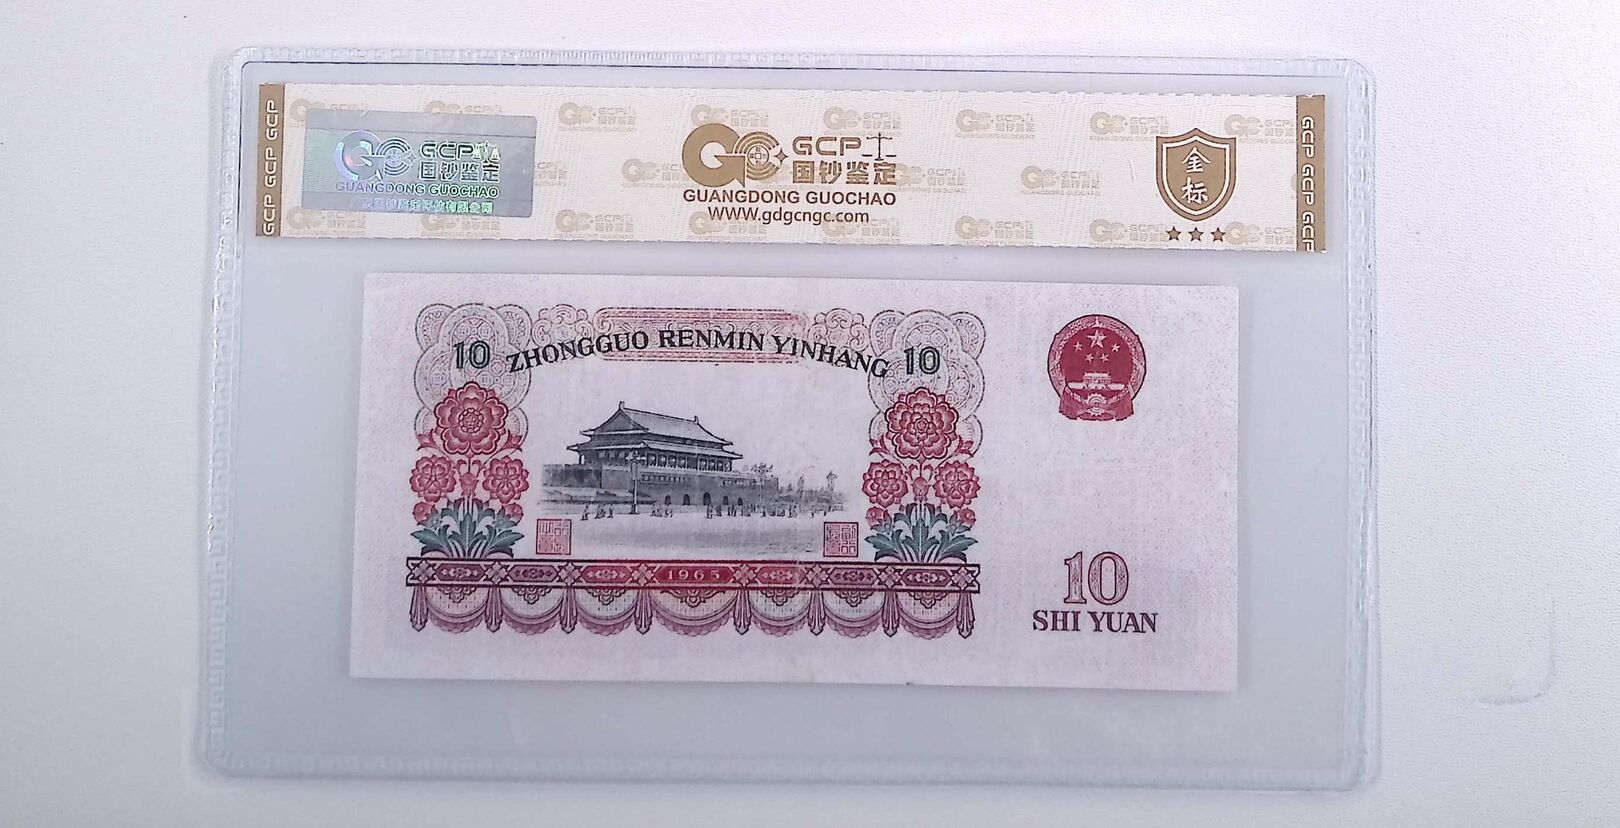 GCP GCP GCP
GCP
国钞鉴定
GUANGDONG GUOCHAO
GCP
国钞鉴定
GUANGDONG GUOCHAO
WWW.gdgcngc.com
金
标
GCP GCP GCP
10 ZHONGGUO RENMIN YINHANG 10
1965
10
SHI YUAN